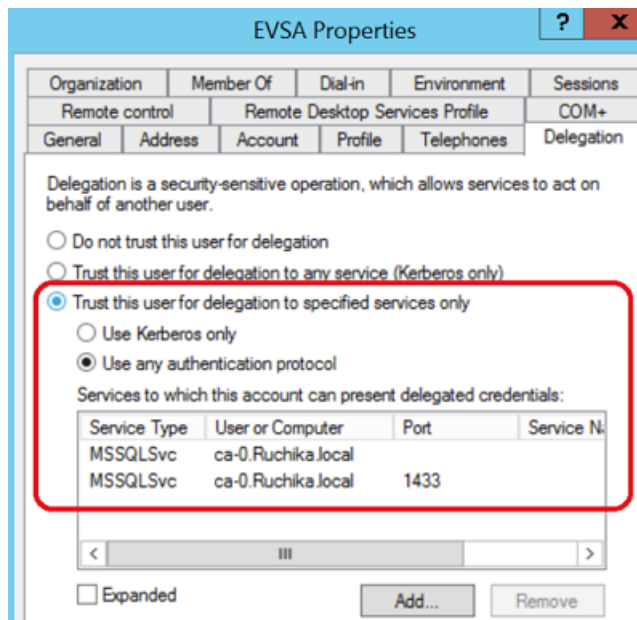 EVSA Properties
? x
Organization Member Of Dial-in Environment Sessions
Remote control Remote Desktop Services Profile COM+
General Address Account Profile Telephones Delegation
Delegation is a security-sensitive operation, which allows services to act on
behalf of another user.
Do not trust this user for delegation
Trust this user for delegation to any service (Kerberos only)
Trust this user for delegation to specified services only
Use Kerberos only
Use any authentication protocol
Services to which this account can present delegated credentials:
Service Type User or Computer Port Service Na
MSSQLSvc ca-0.Ruchika.local
MSSQLSvc ca-0.Ruchika.local 1433
Expanded Add... Remove